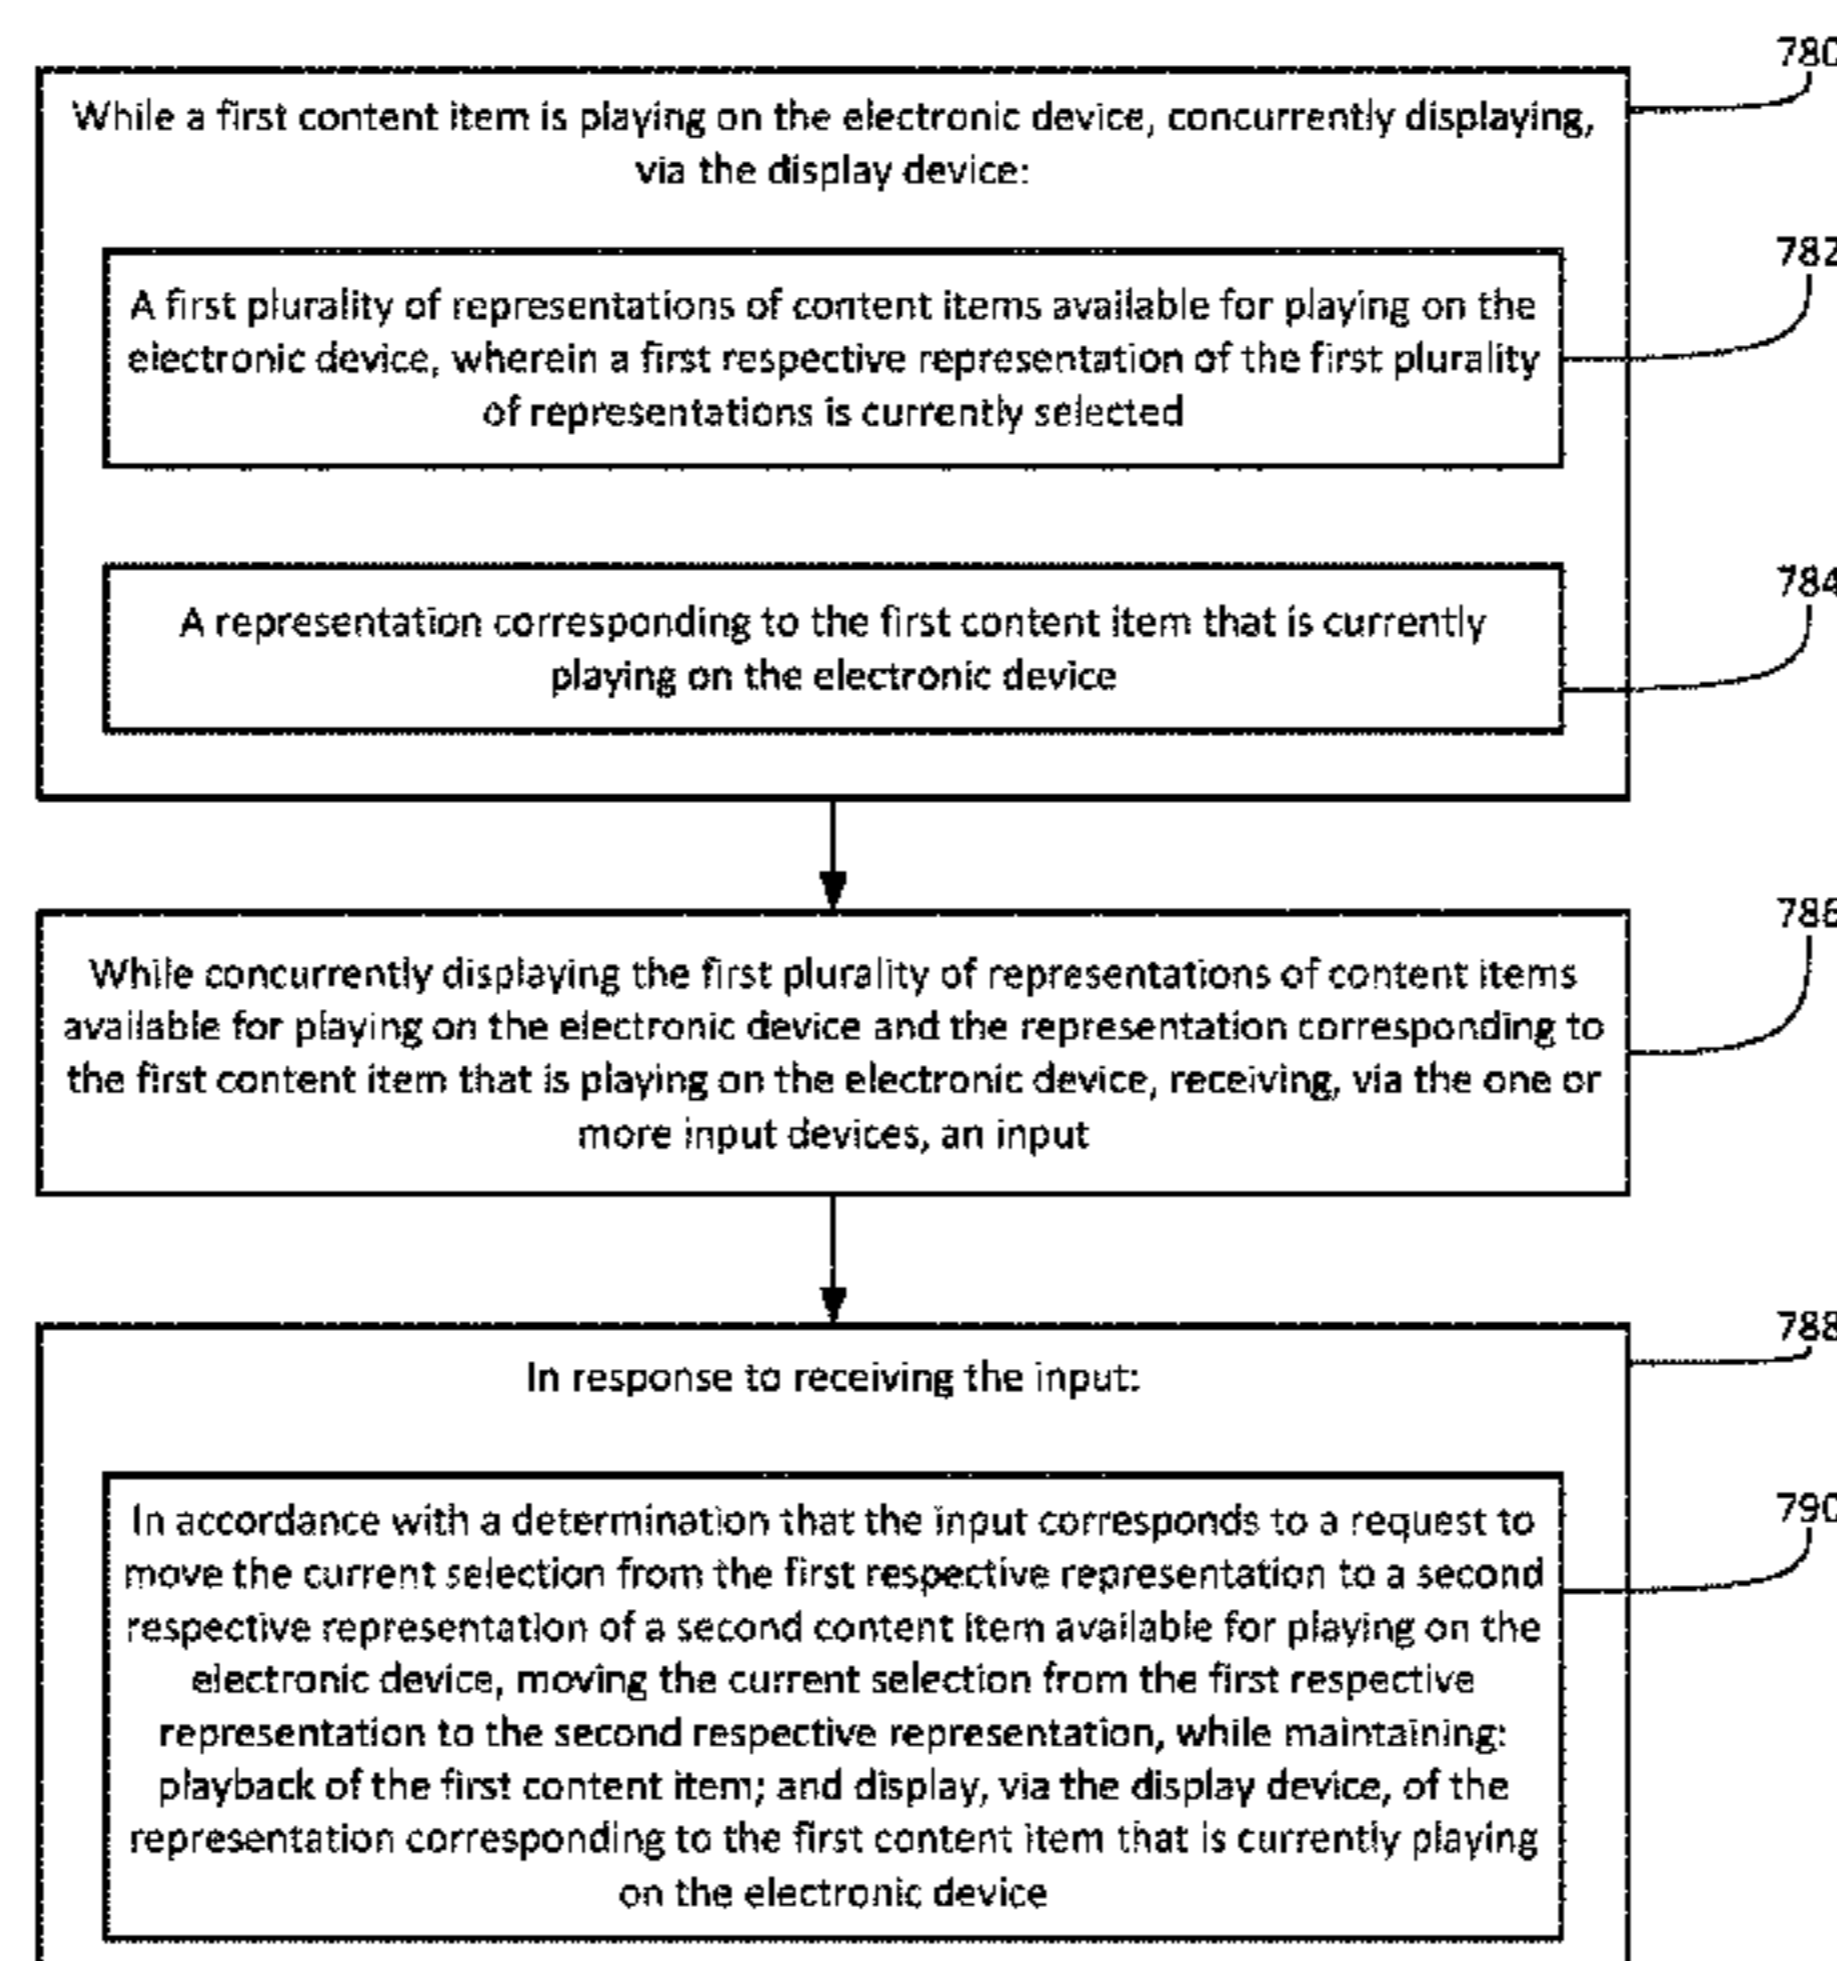 780
While a first content item is playing on the electronic device, concurrently displaying,
via the display device:
782
A first plurality of representations of content items available for playing on the
electronic device, wherein a first respective representation of the first plurality
of representations is currently selected
784
A representation corresponding to the first content item that is currently
playing on the electronic device
786
While concurrently displaying the first plurality of representations of content items
available for playing on the electronic device and the representation corresponding to
the first content item that is playing on the electronic device, receiving, via the one or
more input devices, an input
788
In response to receiving the input:
790
In accordance with a determination that the input corresponds to a request to
move the current selection from the first respective representation to a second
respective representation of a second content item available for playing on the
electronic device, moving the current selection from the first respective
representation to the second respective representation, while maintaining:
playback of the first content item; and display, via the display device, of the
representation corresponding to the first content item that is currently playing
on the electronic device